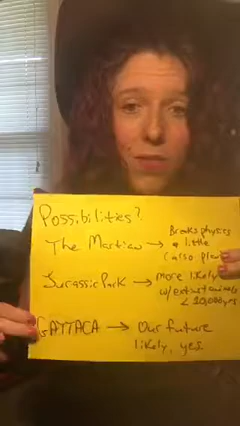 Possibilities?
The Martian → Breaks physics
a little
(also
Jurassic Park → more likely
w/extinct animals
< 10,000 yrs
GATTACA → Our future
likely, yes